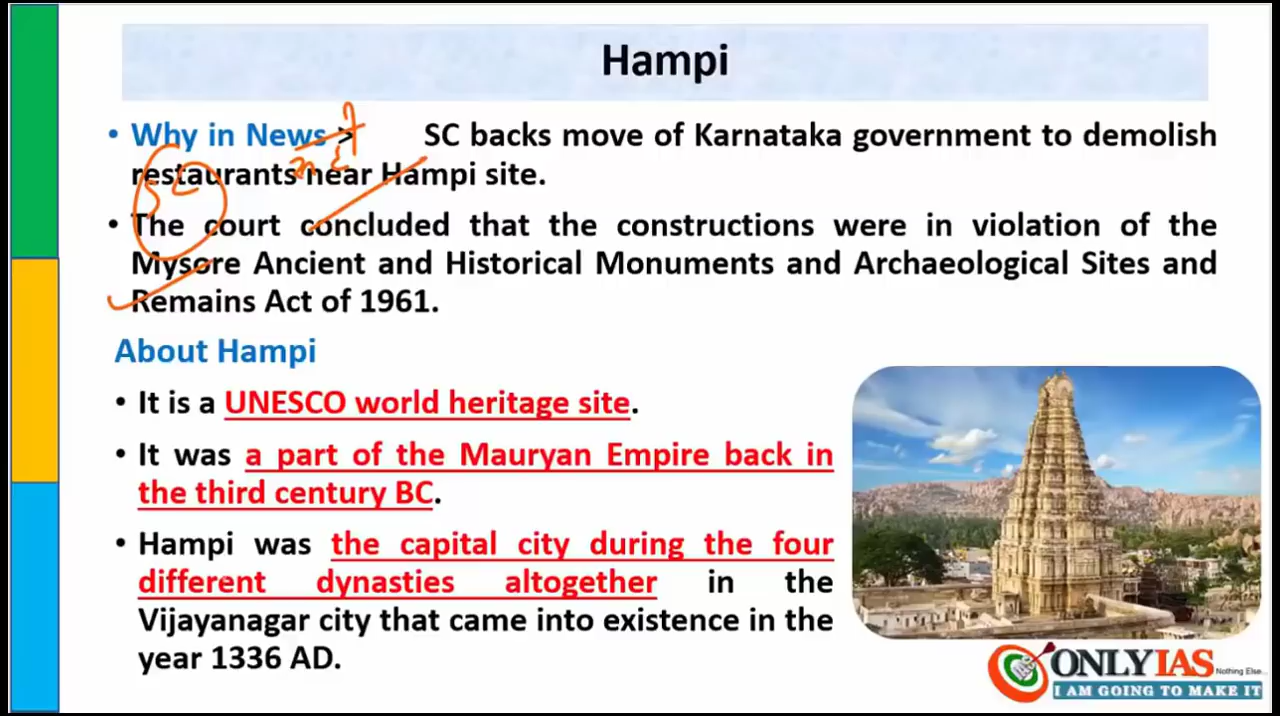 Hampi
• Why in News > SC backs move of Karnataka government to demolish
restaurants near Hampi site.
• The court concluded that the constructions were in violation of the
Mysore Ancient and Historical Monuments and Archaeological Sites and
Remains Act of 1961.
About Hampi
• It is a UNESCO world heritage site.
• It was a part of the Mauryan Empire back in
the third century BC.
• Hampi was the capital city during the four
different dynasties altogether in the
Vijayanagar city that came into existence in the
year 1336 AD.
SC
ONLYIAS
Nothing Else...
I AM GOING TO MAKE IT